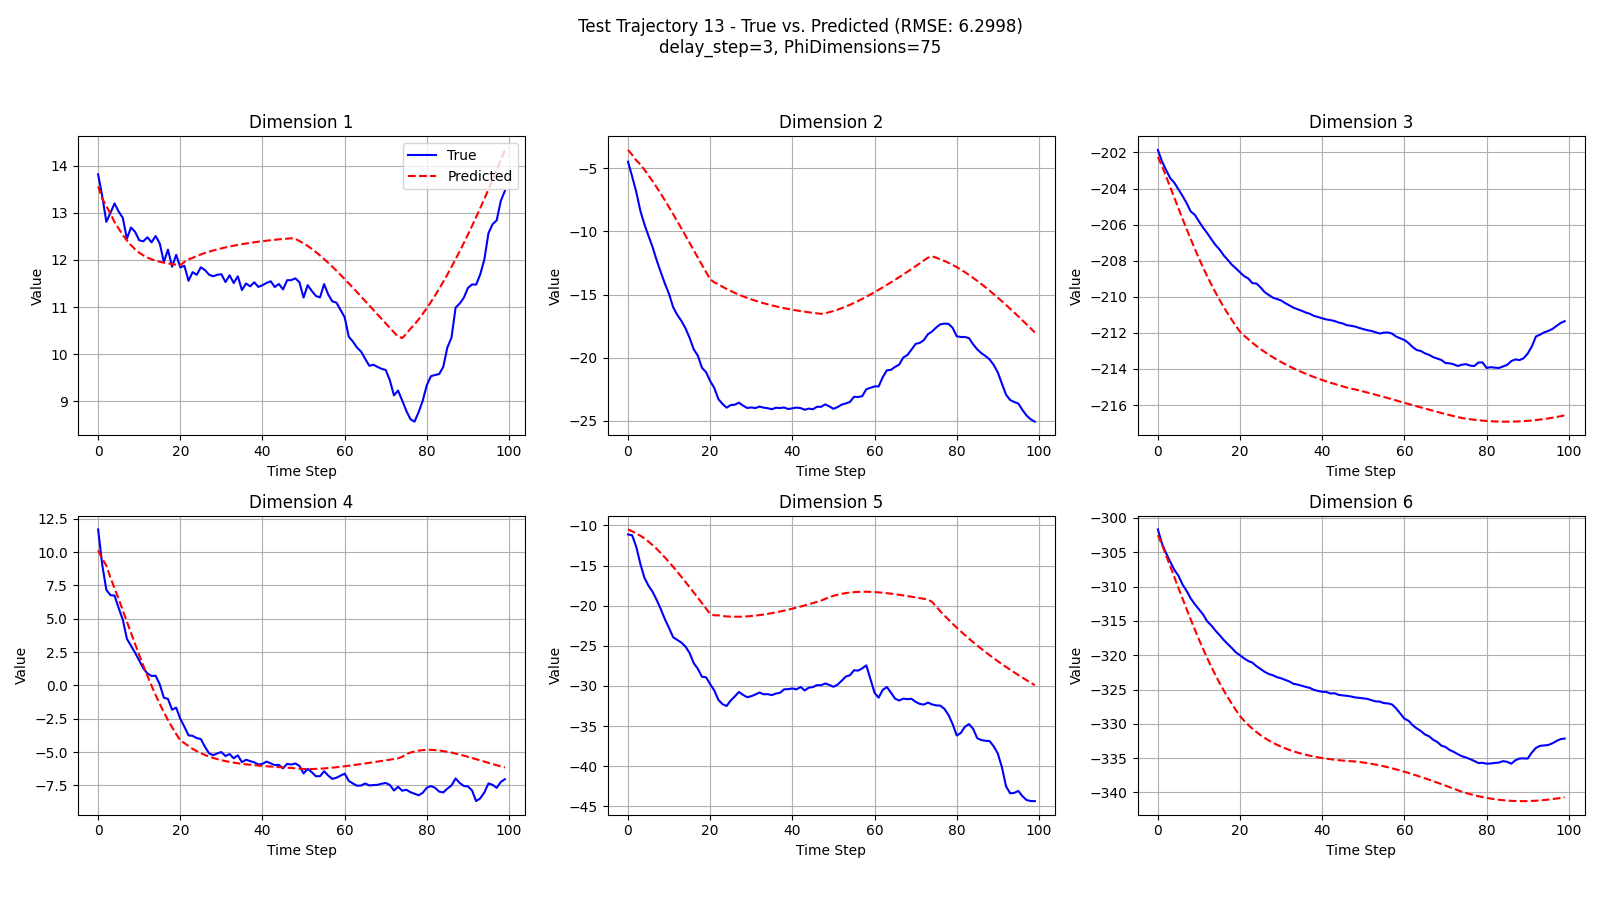 Test Trajectory 13 - True vs. Predicted (RMSE: 6.2998)
delay_step=3, PhiDimensions=75
Dimension 1
True
Predicted
Value
14
13
12
11
10
9
0 20 40 60 80 100
Time Step
Dimension 2
Value
−5
−10
−15
−20
−25
0 20 40 60 80 100
Time Step
Dimension 3
Value
−202
−204
−206
−208
−210
−212
−214
−216
0 20 40 60 80 100
Time Step
Dimension 4
Value
12.5
10.0
7.5
5.0
2.5
0.0
−2.5
−5.0
−7.5
0 20 40 60 80 100
Time Step
Dimension 5
Value
−10
−15
−20
−25
−30
−35
−40
−45
0 20 40 60 80 100
Time Step
Dimension 6
Value
−300
−305
−310
−315
−320
−325
−330
−335
−340
0 20 40 60 80 100
Time Step